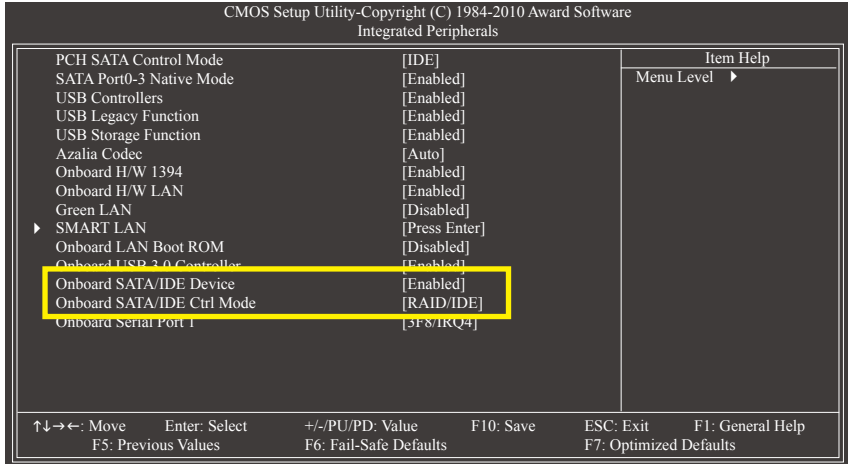 CMOS Setup Utility-Copyright (C) 1984-2010 Award Software
Integrated Peripherals
PCH SATA Control Mode [IDE]
SATA Port0-3 Native Mode [Enabled]
USB Controllers [Enabled]
USB Legacy Function [Enabled]
USB Storage Function [Enabled]
Azalia Codec [Auto]
Onboard H/W 1394 [Enabled]
Onboard H/W LAN [Enabled]
Green LAN [Disabled]
SMART LAN [Press Enter]
Onboard LAN Boot ROM [Disabled]
Onboard USB 3.0 Controller [Enabled]
Onboard SATA/IDE Device [Enabled]
Onboard SATA/IDE Ctrl Mode [RAID/IDE]
Onboard Serial Port 1 [3F8/IRQ4]
Item Help
Menu Level
↑↓→←: Move Enter: Select +/-/PU/PD: Value F10: Save ESC: Exit F1: General Help
F5: Previous Values F6: Fail-Safe Defaults F7: Optimized Defaults